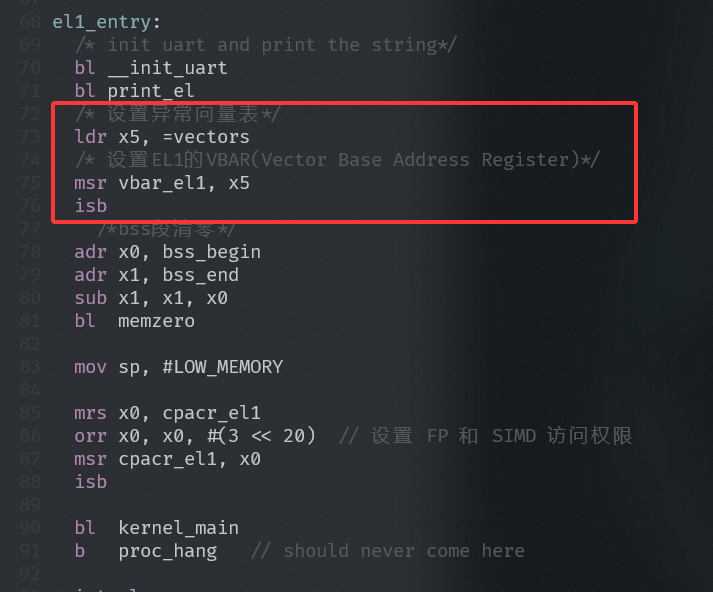 68 el1_entry:
69 /* init uart and print the string*/
70 bl __init_uart
71 bl print_el
72 /* 设置异常向量表*/
73 ldr x5, =vectors
74 /* 设置EL1的VBAR(Vector Base Address Register)*/
75 msr vbar_el1, x5
76 isb
77 /*bss段清零*/
78 adr x0, bss_begin
79 adr x1, bss_end
80 sub x1, x1, x0
81 bl memzero
82
83 mov sp, #LOW_MEMORY
84
85 mrs x0, cpacr_el1
86 orr x0, x0, #(3 << 20) // 设置 FP 和 SIMD 访问权限
87 msr cpacr_el1, x0
88 isb
89
90 bl kernel_main
91 b proc_hang // should never come here
92